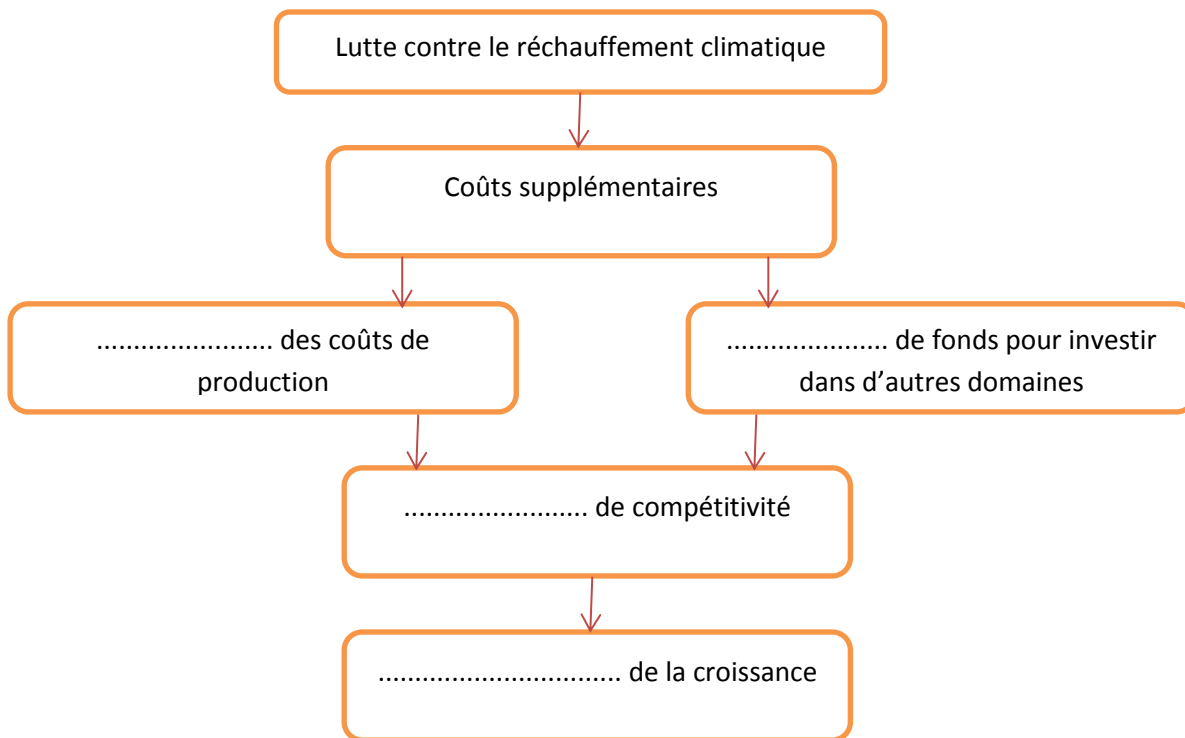 Lutte contre le réchauffement climatique
Coûts supplémentaires
........................ des coûts de
production
...................... de fonds pour investir
dans d’autres domaines
......................... de compétitivité
................................. de la croissance